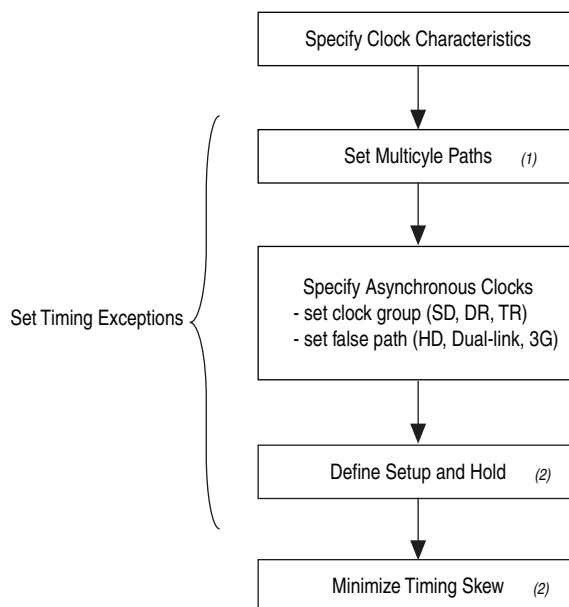 Specify Clock Characteristics
Set Multicyle Paths (1)
Specify Asynchronous Clocks
- set clock group (SD, DR, TR)
- set false path (HD, Dual-link, 3G)
Set Timing Exceptions
Define Setup and Hold (2)
Minimize Timing Skew (2)